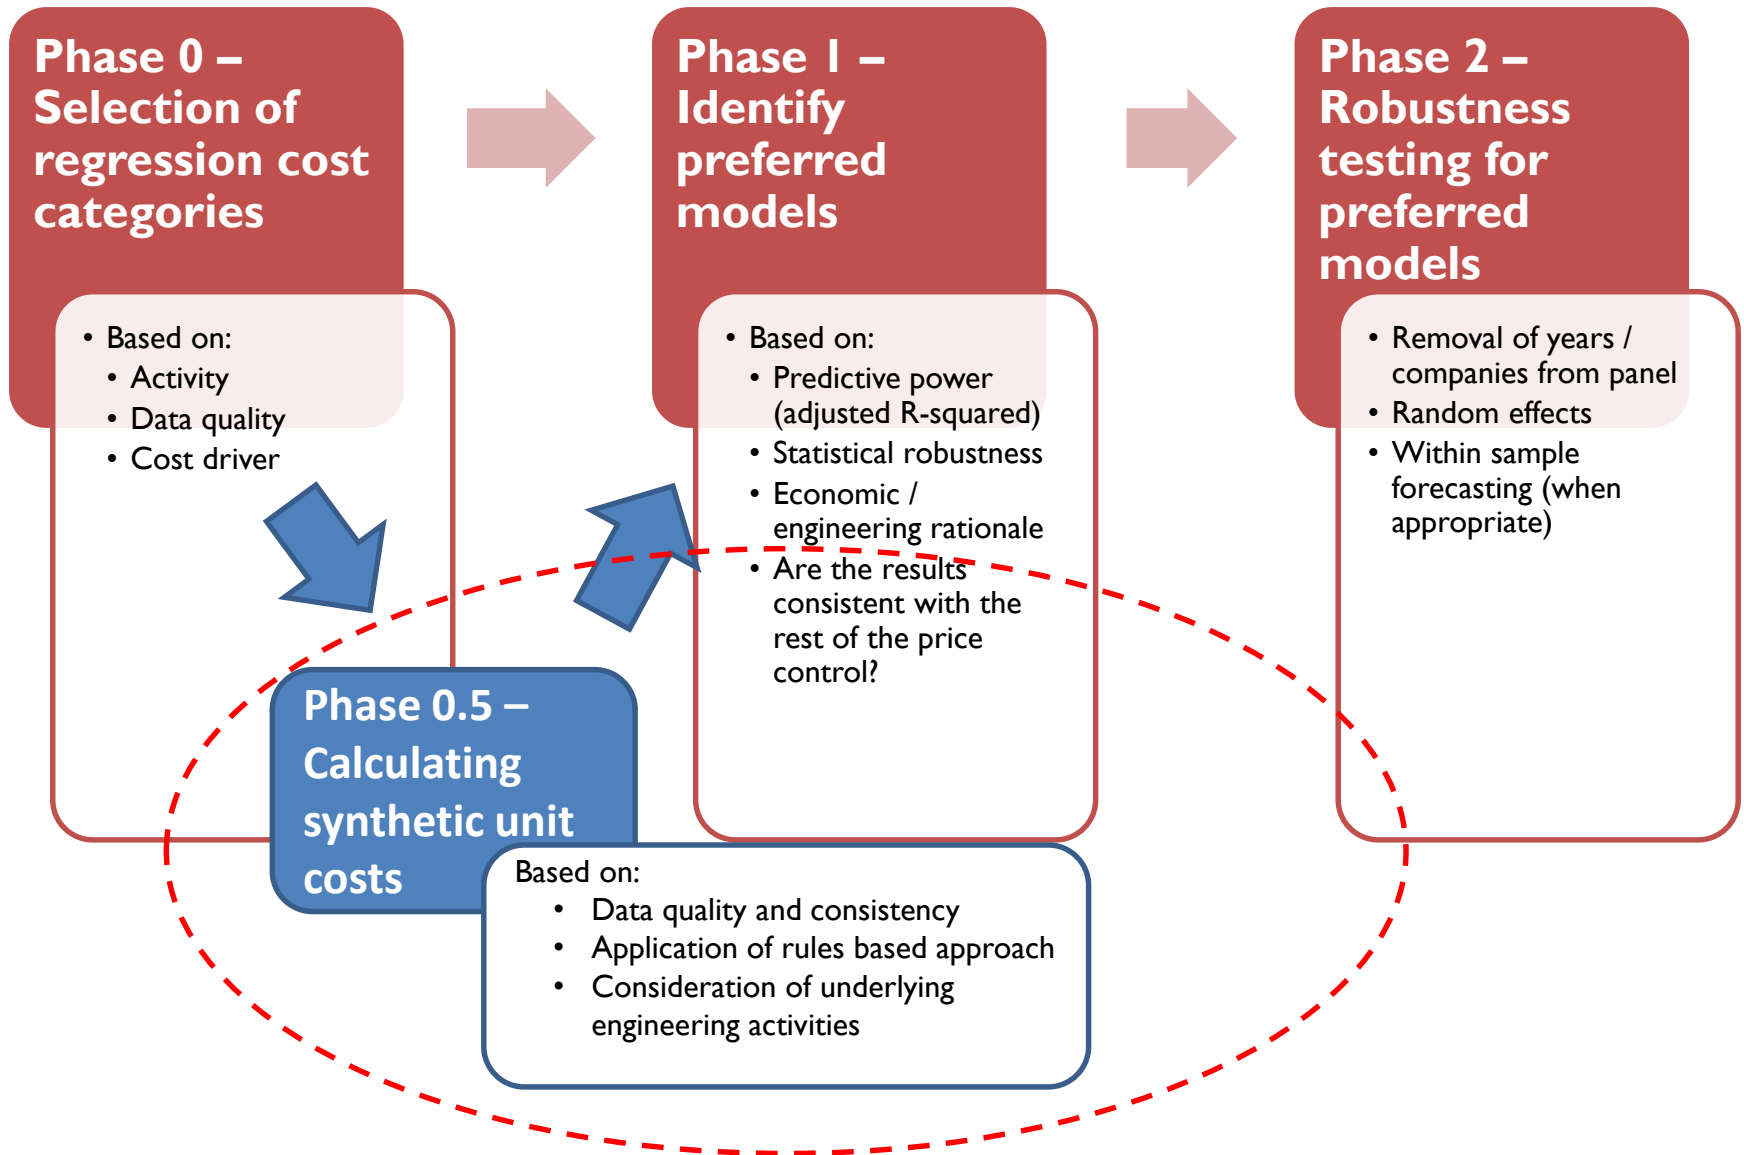 Phase 0 –
Selection of
regression cost
categories
• Based on:
• Activity
• Data quality
• Cost driver
Phase 1 –
Identify
preferred
models
• Based on:
• Predictive power
(adjusted R-squared)
• Statistical robustness
• Economic /
engineering rationale
• Are the results
consistent with the
rest of the price
control?
Phase 2 –
Robustness
testing for
preferred
models
• Removal of years /
companies from panel
• Random effects
• Within sample
forecasting (when
appropriate)
Phase 0.5 –
Calculating
synthetic unit
costs
Based on:
• Data quality and consistency
• Application of rules based approach
• Consideration of underlying
engineering activities